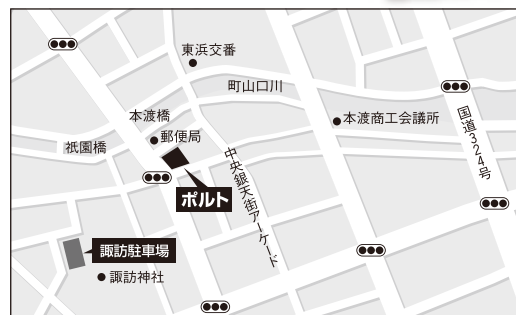 東浜交番
町山口川
本渡橋
郵便局
本渡商工会議所
国道324号
祇園橋
中央銀天街アーケード
ポルト
諏訪駐車場
諏訪神社